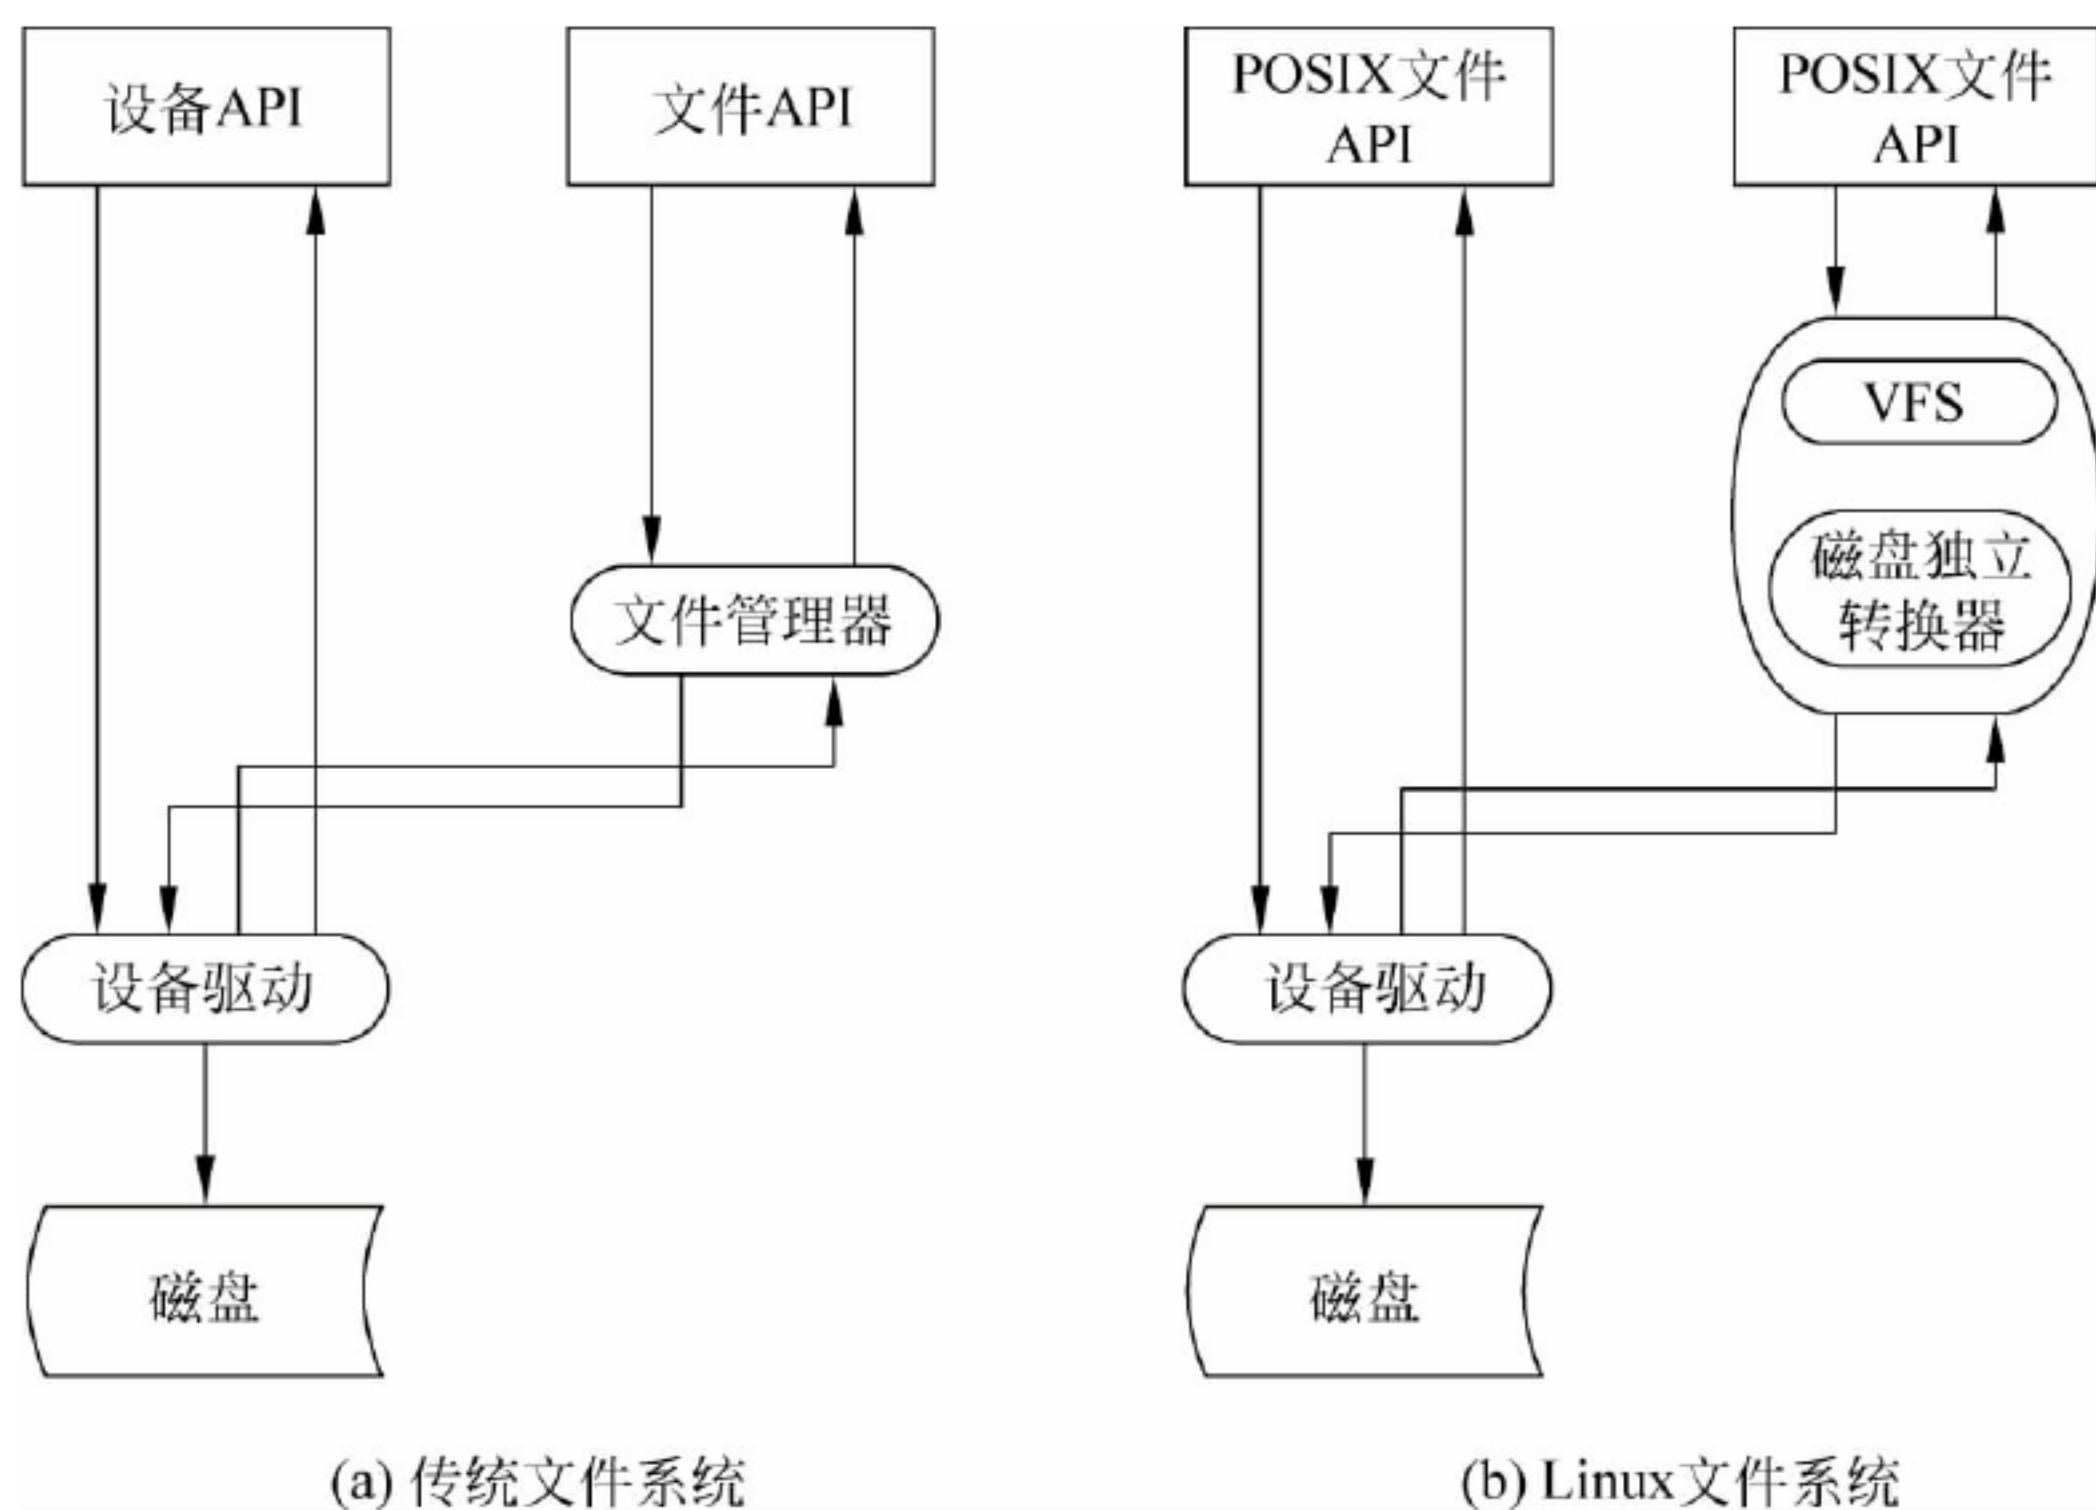 设备API
文件API
文件管理器
设备驱动
磁盘
(a) 传统文件系统
POSIX文件
API
POSIX文件
API
VFS
磁盘独立
转换器
设备驱动
磁盘
(b) Linux文件系统